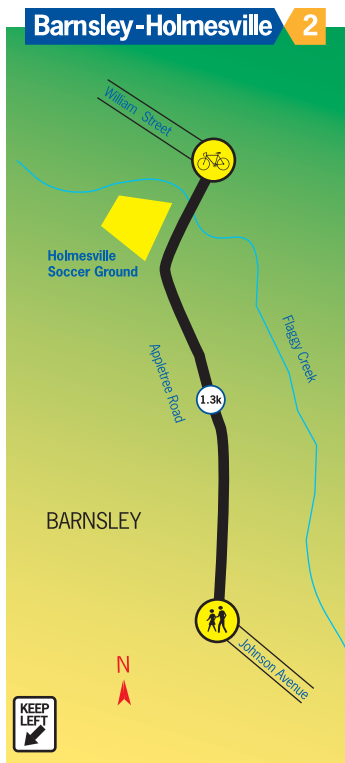 Barnsley-Holmesville 2
William Street
Holmesville
Soccer Ground
Flaggy Creek
Appletree Road
1.3k
BARNSLEY
Johnson Avenue
N
KEEP
LEFT